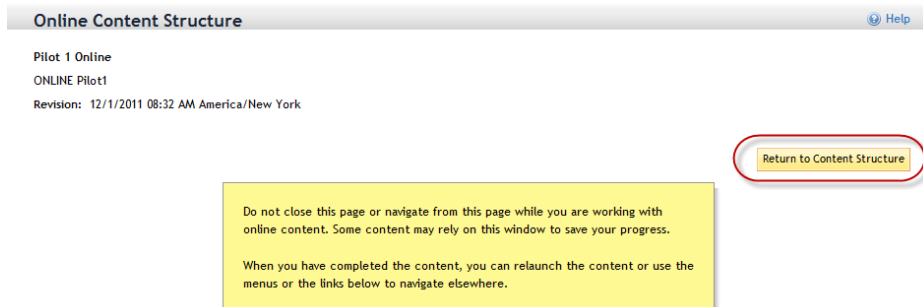 Online Content Structure
Help
Pilot 1 Online
ONLINE Pilot1
Revision: 12/1/2011 08:32 AM America/New York
Return to Content Structure
Do not close this page or navigate from this page while you are working with
online content. Some content may rely on this window to save your progress.
When you have completed the content, you can relaunch the content or use the
menus or the links below to navigate elsewhere.